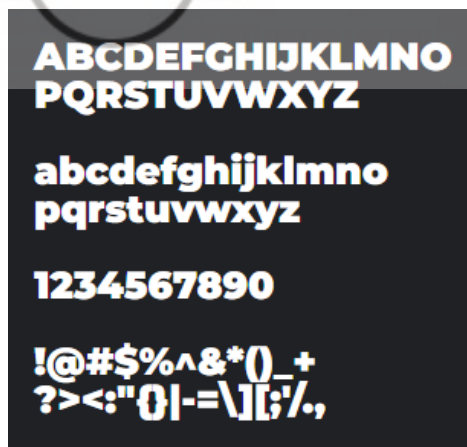 ABCDEFGHIJKLMNO
PQRSTUVWXYZ
abcdefghijklmno
pqrstuvwxyz
1234567890
!@#$%^&*()_+
?><:"{}|-=\][;'/.,